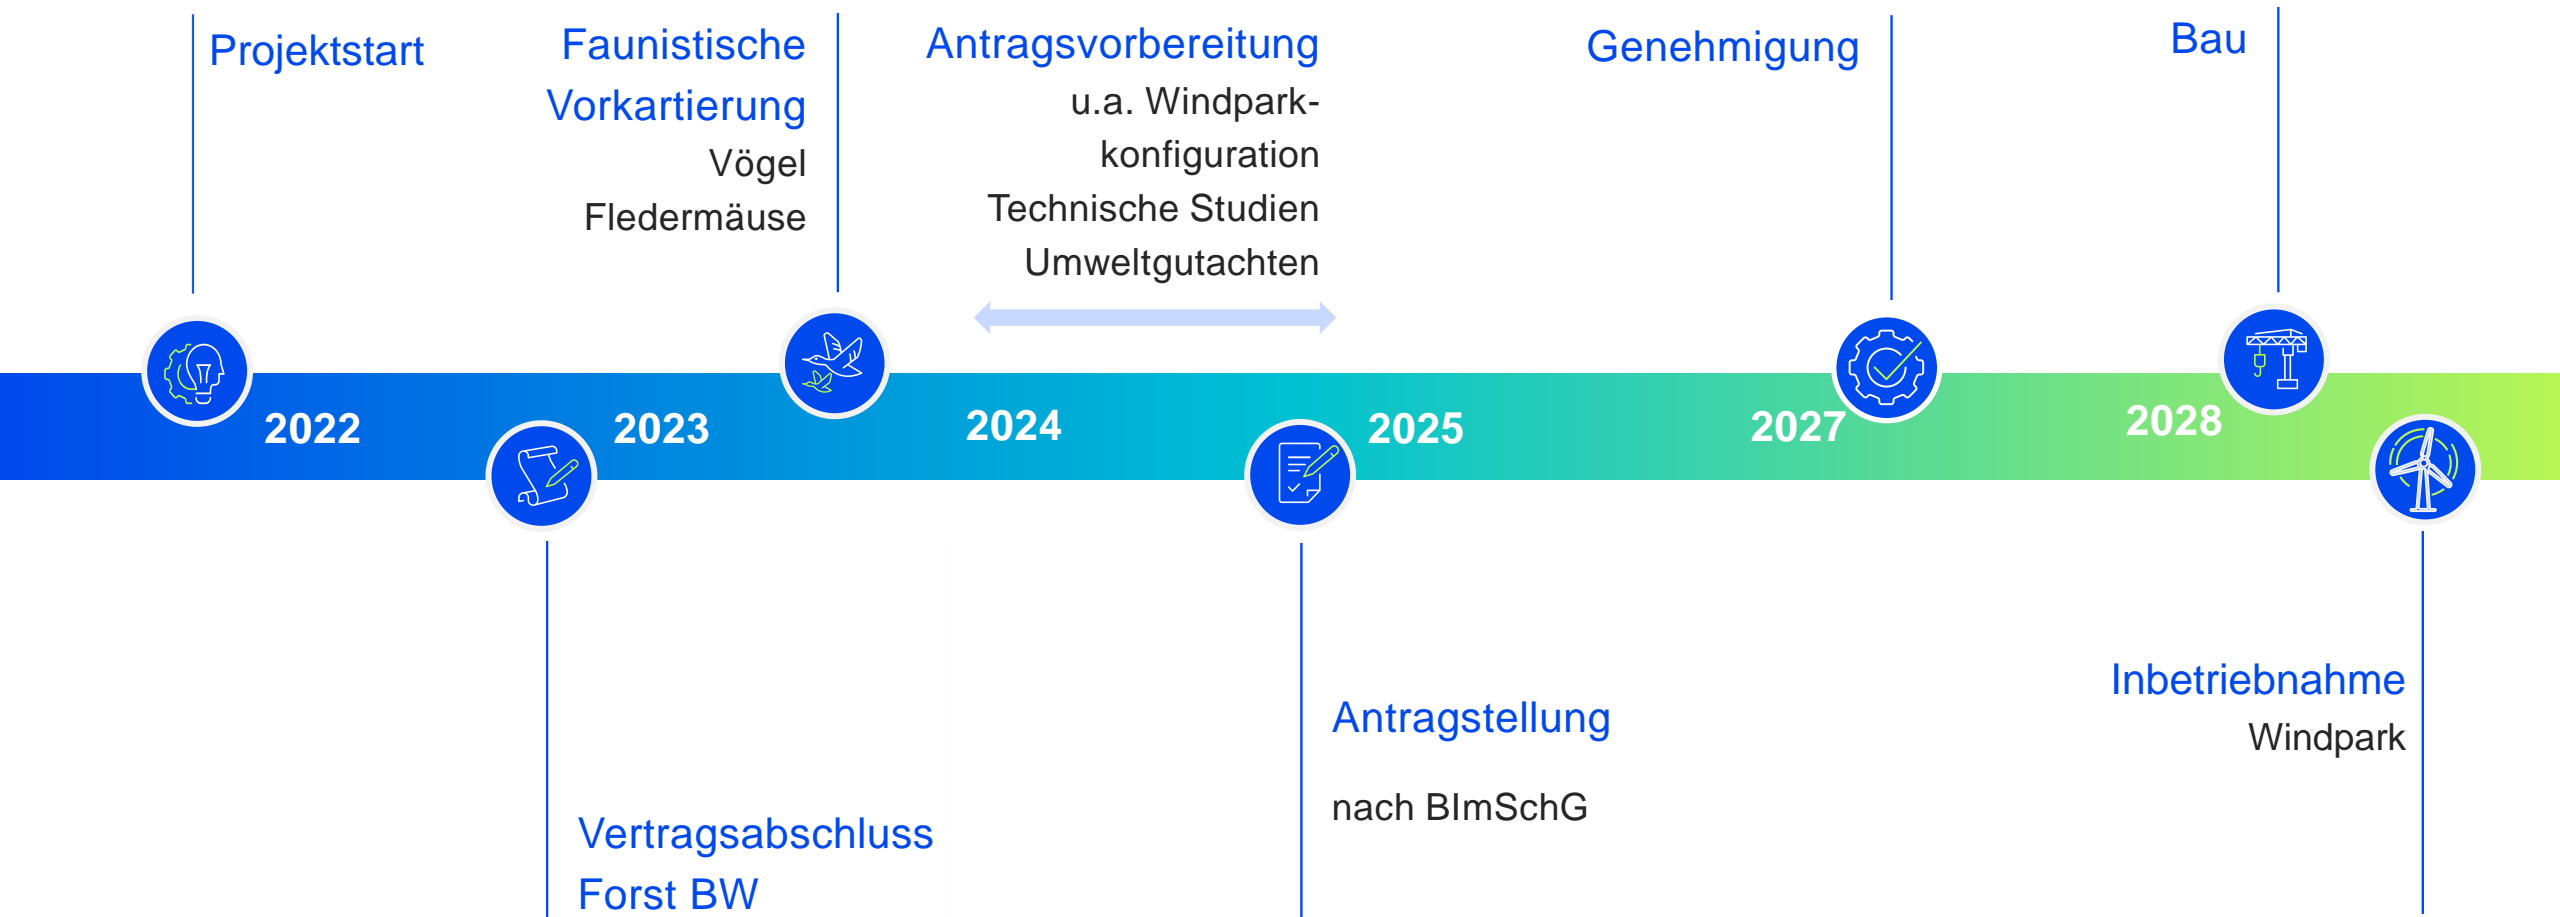 Projektstart
Faunistische
Vorkartierung
Vögel
Fledermäuse
Antragsvorbereitung
u.a. Windpark-
konfiguration
Technische Studien
Umweltgutachten
Genehmigung
Bau
2022
2023
2024
2025
2027
2028
Vertragsabschluss
Forst BW
Antragstellung
nach BImSchG
Inbetriebnahme
Windpark